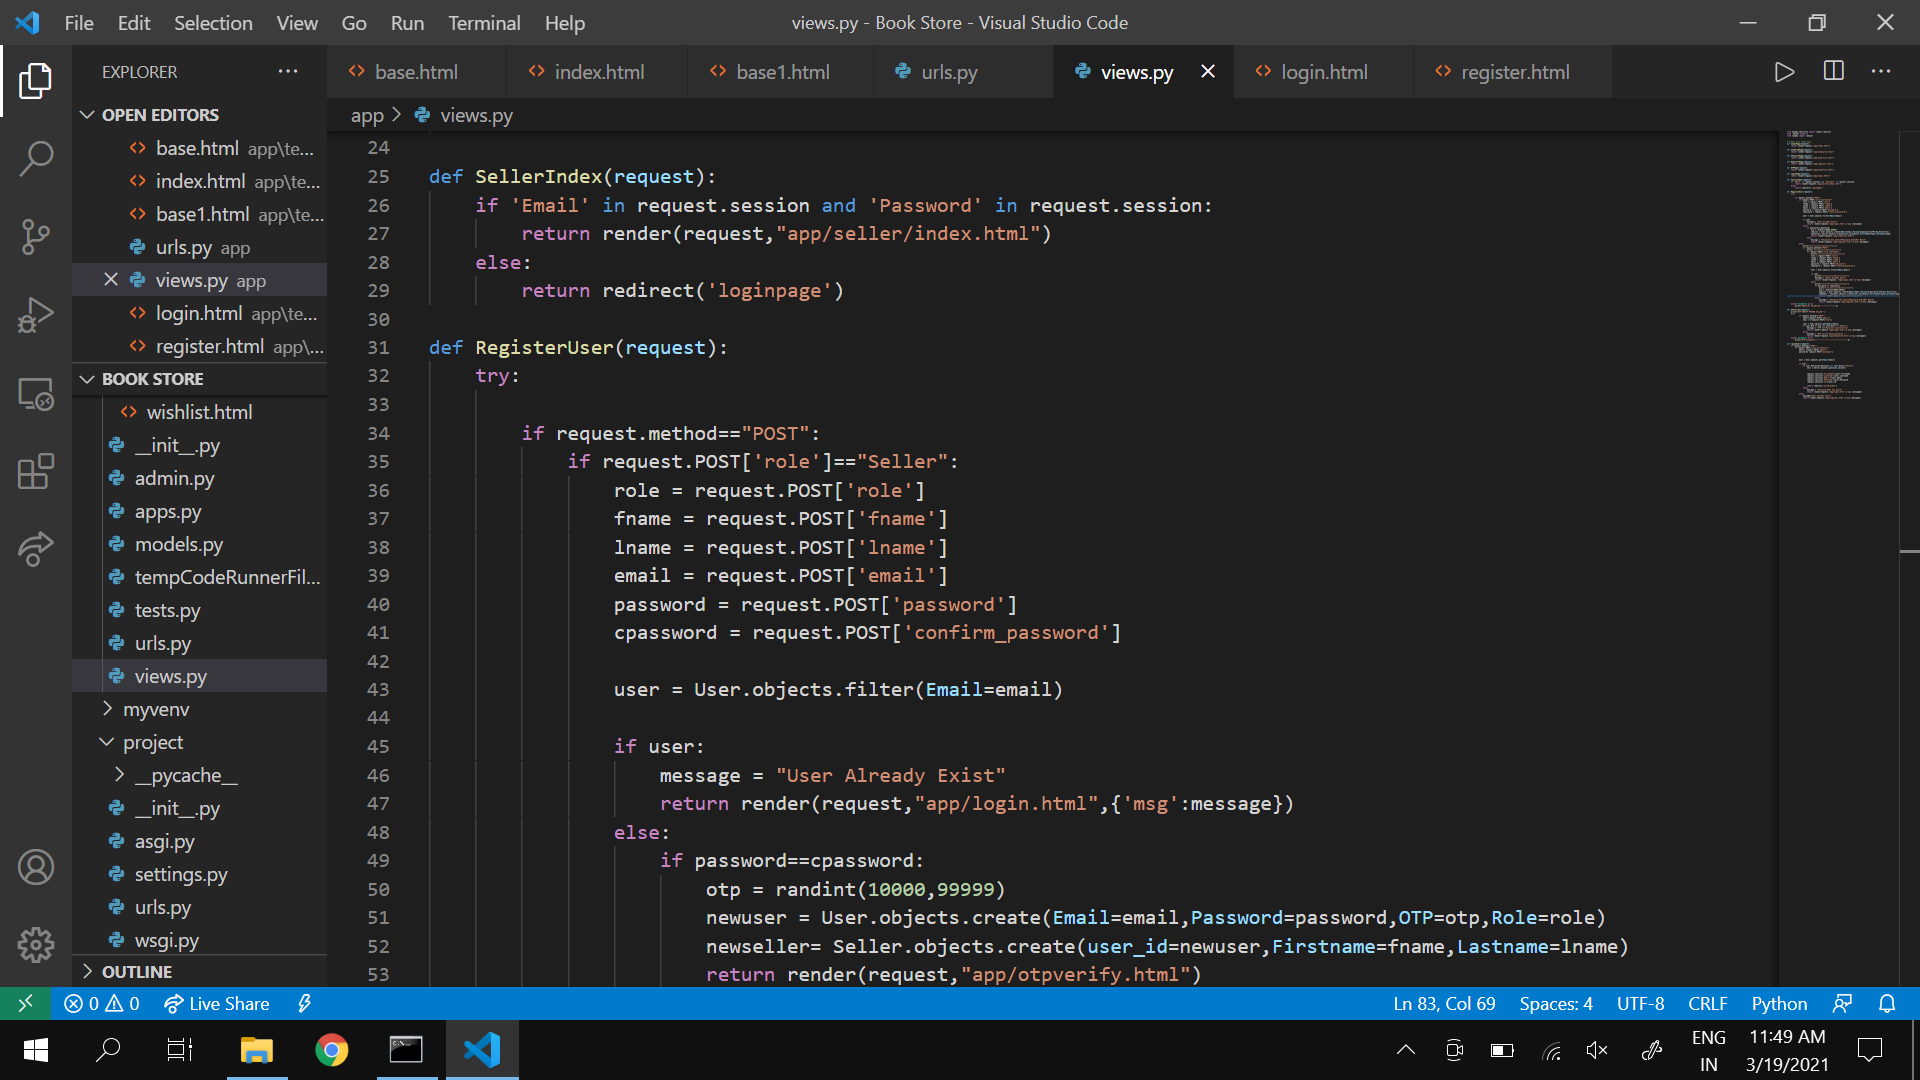 File Edit Selection View Go Run Terminal Help
views.py - Book Store - Visual Studio Code
EXPLORER
base.html index.html base1.html urls.py views.py login.html register.html
OPEN EDITORS
base.html app\te...
index.html app\te...
base1.html app\te...
urls.py app
views.py app
login.html app\te...
register.html app\...
BOOK STORE
wishlist.html
__init__.py
admin.py
apps.py
models.py
tempCodeRunnerFil...
tests.py
urls.py
views.py
myvenv
project
__pycache__
__init__.py
asgi.py
settings.py
urls.py
wsgi.py
OUTLINE
app > views.py
24
25 def SellerIndex(request):
26 if 'Email' in request.session and 'Password' in request.session:
27 return render(request,"app/seller/index.html")
28 else:
29 return redirect('loginpage')
30
31 def RegisterUser(request):
32 try:
33
34 if request.method=="POST":
35 if request.POST['role']=="Seller":
36 role = request.POST['role']
37 fname = request.POST['fname']
38 lname = request.POST['lname']
39 email = request.POST['email']
40 password = request.POST['password']
41 cpassword = request.POST['confirm_password']
42
43 user = User.objects.filter(Email=email)
44
45 if user:
46 message = "User Already Exist"
47 return render(request,"app/login.html",{'msg':message})
48 else:
49 if password==cpassword:
50 otp = randint(10000,99999)
51 newuser = User.objects.create(Email=email,Password=password,OTP=otp,Role=role)
52 newseller= Seller.objects.create(user_id=newuser,Firstname=fname,Lastname=lname)
53 return render(request,"app/otpverify.html")
0 0 Live Share
Ln 83, Col 69 Spaces: 4 UTF-8 CRLF Python
ENG
IN
11:49 AM
3/19/2021